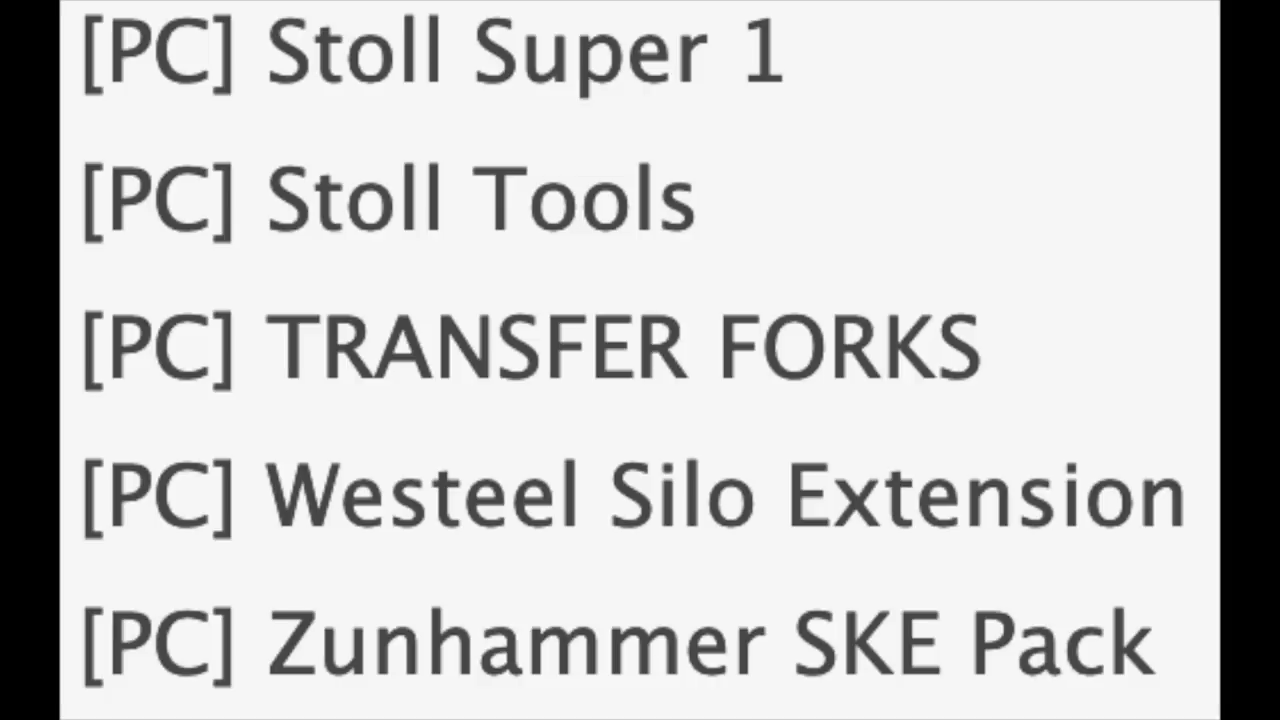 [PC] Stoll Super 1
[PC] Stoll Tools
[PC] TRANSFER FORKS
[PC] Westeel Silo Extension
[PC] Zunhammer SKE Pack